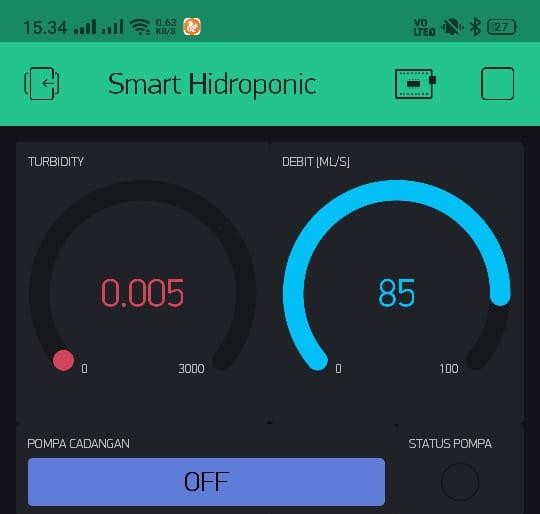 15.34 0.63 KB/S VO LTE 27
Smart Hidroponic
TURBIDITY DEBIT [ML/S]
0.005 85
0 3000 0 100
POMPA CADANGAN STATUS POMPA
OFF